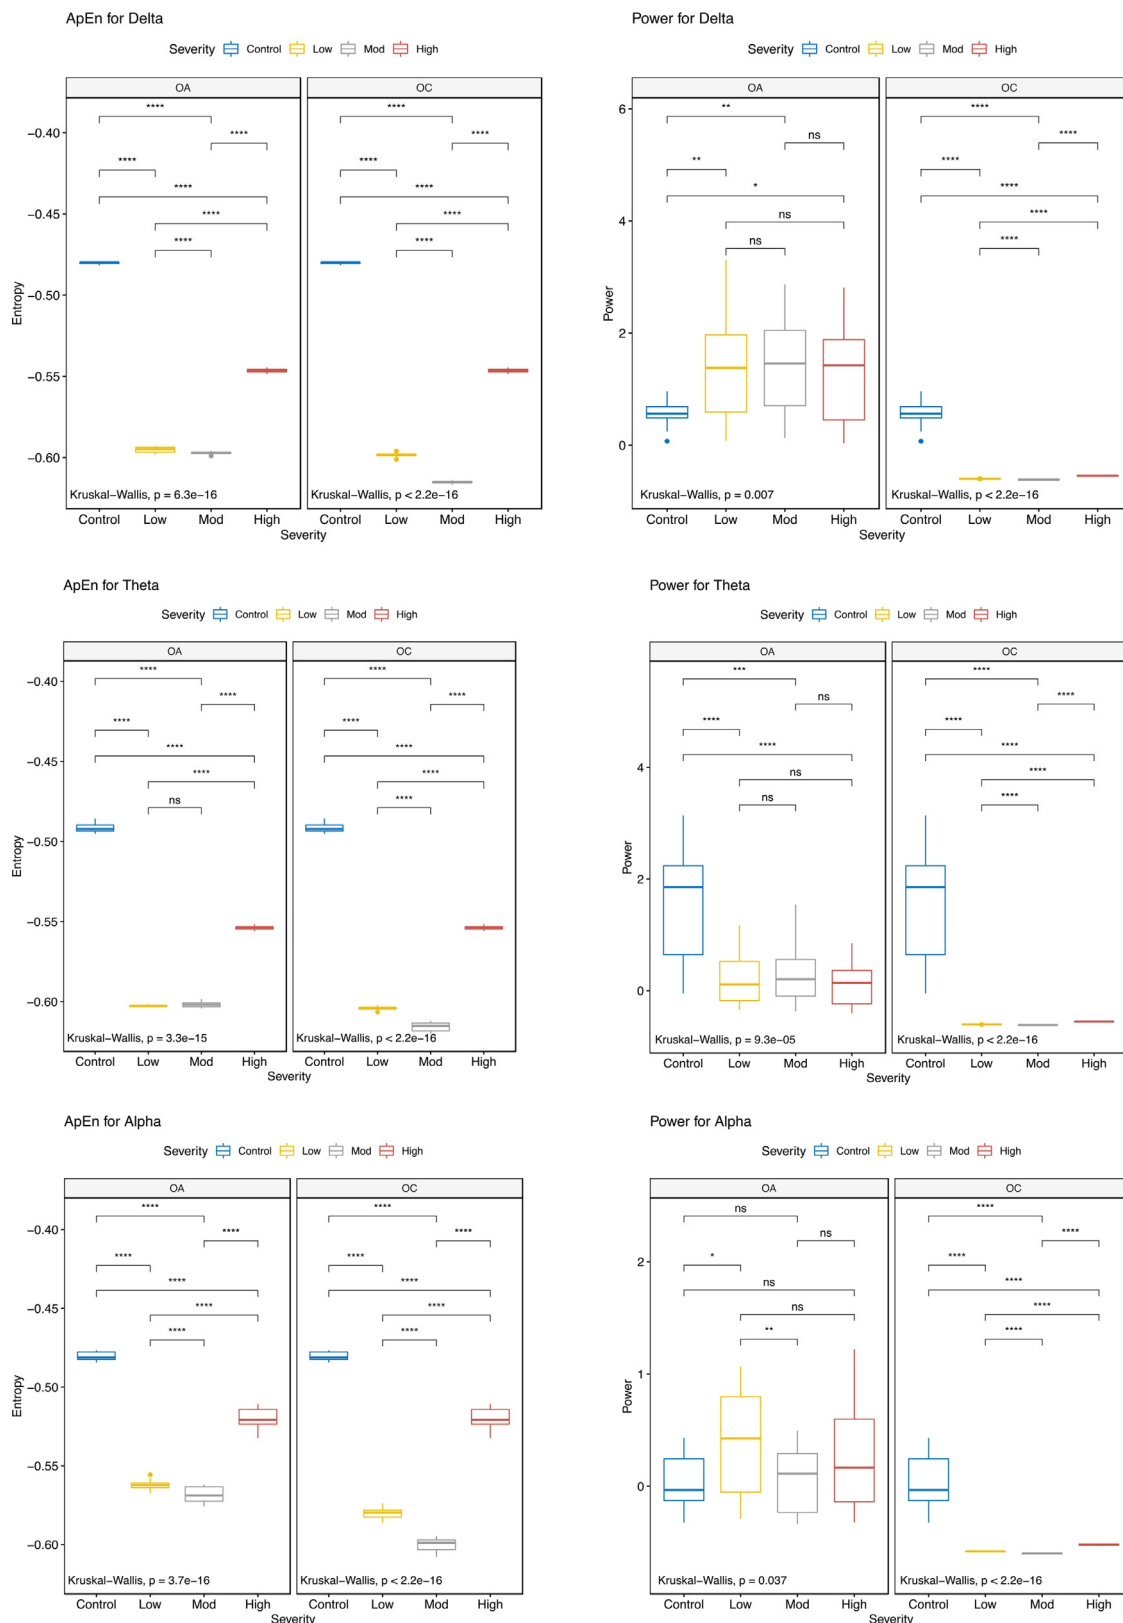 ApEn for Delta
Severity Control Low Mod High
OA OC
**** ****
**** ****
**** ****
**** ****
**** ****
**** ****
−0.40
−0.45
−0.50
−0.55
−0.60
Entropy
Kruskal−Wallis, p = 6.3e−16 Kruskal−Wallis, p < 2.2e−16
Control Low Mod High Control Low Mod High
Severity
Power for Delta
Severity Control Low Mod High
OA OC
** ****
ns ****
** ****
* ****
ns ****
ns ****
6
4
2
0
Power
Kruskal−Wallis, p = 0.007 Kruskal−Wallis, p < 2.2e−16
Control Low Mod High Control Low Mod High
Severity
ApEn for Theta
Severity Control Low Mod High
OA OC
**** ****
**** ****
**** ****
**** ****
**** ****
ns ****
−0.40
−0.45
−0.50
−0.55
−0.60
Entropy
Kruskal−Wallis, p = 3.3e−15 Kruskal−Wallis, p < 2.2e−16
Control Low Mod High Control Low Mod High
Severity
Power for Theta
Severity Control Low Mod High
OA OC
*** ****
ns ****
**** ****
**** ****
ns ****
ns ****
4
2
0
Power
Kruskal−Wallis, p = 9.3e−05 Kruskal−Wallis, p < 2.2e−16
Control Low Mod High Control Low Mod High
Severity
ApEn for Alpha
Severity Control Low Mod High
OA OC
**** ****
**** ****
**** ****
**** ****
**** ****
**** ****
−0.40
−0.45
−0.50
−0.55
−0.60
Entropy
Kruskal−Wallis, p = 3.7e−16 Kruskal−Wallis, p < 2.2e−16
Control Low Mod High Control Low Mod High
Severity
Power for Alpha
Severity Control Low Mod High
OA OC
ns ****
ns ****
* ****
ns ****
ns ****
** ****
2
1
0
Power
Kruskal−Wallis, p = 0.037 Kruskal−Wallis, p < 2.2e−16
Control Low Mod High Control Low Mod High
Severity